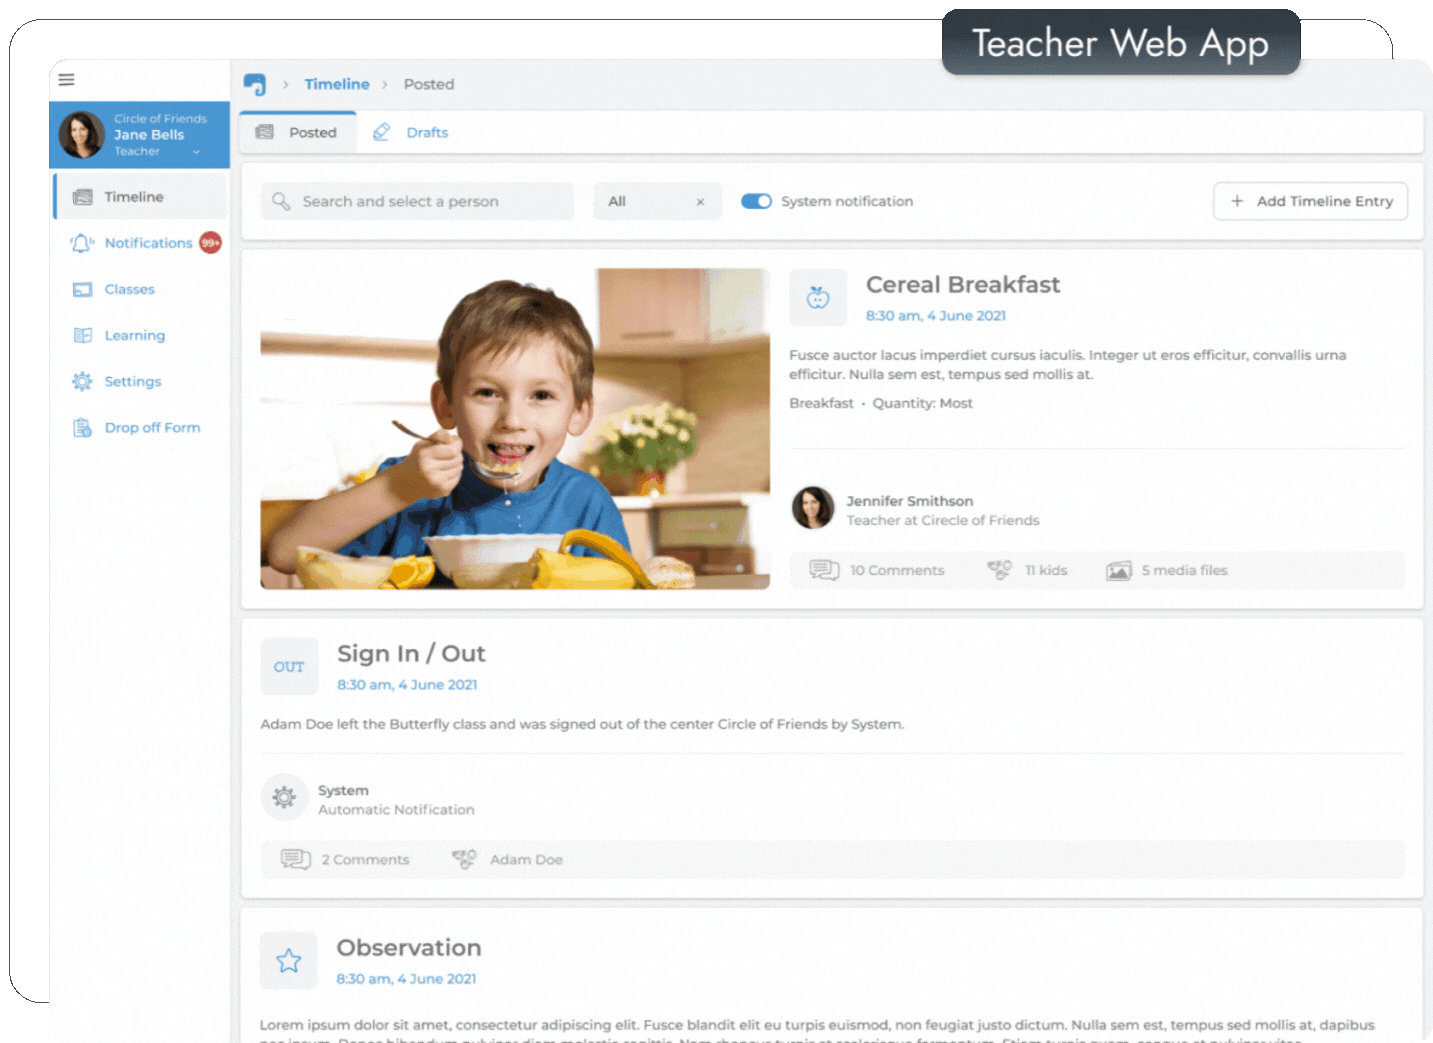 Teacher Web App
Timeline > Posted
Circle of Friends
Jane Bells
Teacher
Posted
Drafts
Timeline
Notifications 99+
Classes
Learning
Settings
Drop off Form
Search and select a person
All ×
System notification
+ Add Timeline Entry
Cereal Breakfast
8:30 am, 4 June 2021
Fusce auctor lacus imperdiet cursus iaculis. Integer ut eros efficitur, convallis urna
efficitur. Nulla sem est, tempus sed mollis at.
Breakfast • Quantity: Most
Jennifer Smithson
Teacher at Cirecle of Friends
10 Comments
11 kids
5 media files
OUT
Sign In / Out
8:30 am, 4 June 2021
Adam Doe left the Butterfly class and was signed out of the center Circle of Friends by System.
System
Automatic Notification
2 Comments
Adam Doe
Observation
8:30 am, 4 June 2021
Lorem ipsum dolor sit amet, consectetur adipiscing elit. Fusce blandit elit eu turpis euismod, non feugiat justo dictum. Nulla sem est, tempus sed mollis at, dapibus